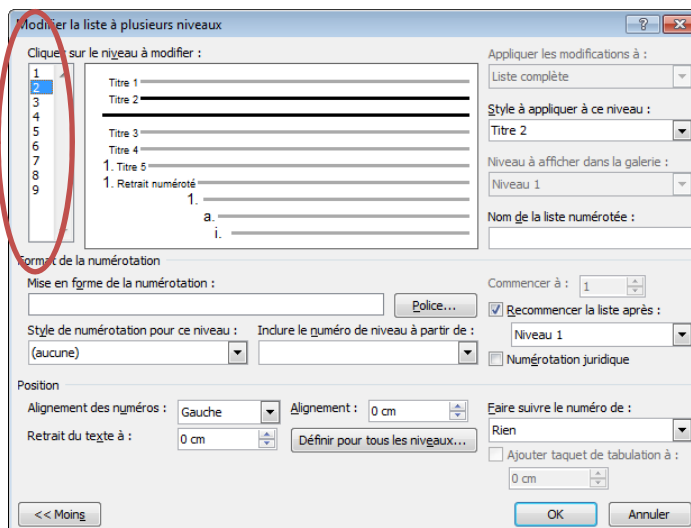 Modifier la liste à plusieurs niveaux
Cliquer sur le niveau à modifier :
1
2
3
4
5
6
7
8
9
Titre 1
Titre 2
Titre 3
Titre 4
1. Titre 5
1. Retrait numéroté
1.
a.
i.
Appliquer les modifications à :
Liste complète
Style à appliquer à ce niveau :
Titre 2
Niveau à afficher dans la galerie :
Niveau 1
Nom de la liste numérotée :
Format de la numérotation
Mise en forme de la numérotation :
Police...
Style de numérotation pour ce niveau :
Inclure le numéro de niveau à partir de :
(aucune)
Commencer à : 1
Recommencer la liste après :
Niveau 1
Numérotation juridique
Position
Alignement des numéros : Gauche
Alignement : 0 cm
Retrait du texte à : 0 cm
Définir pour tous les niveaux...
Faire suivre le numéro de :
Rien
Ajouter taquet de tabulation à :
0 cm
<< Moins
OK
Annuler